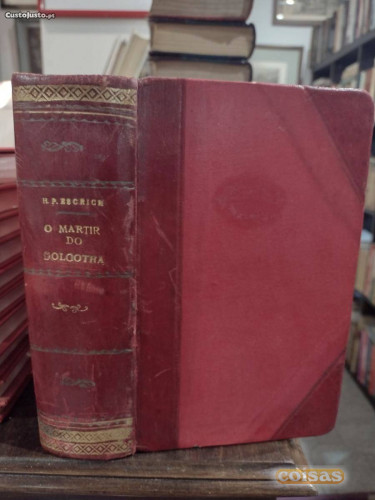 CustoJusto.pt
H. P. ESCRICH
O MARTIR
DO
GOLGOTHA
coisas